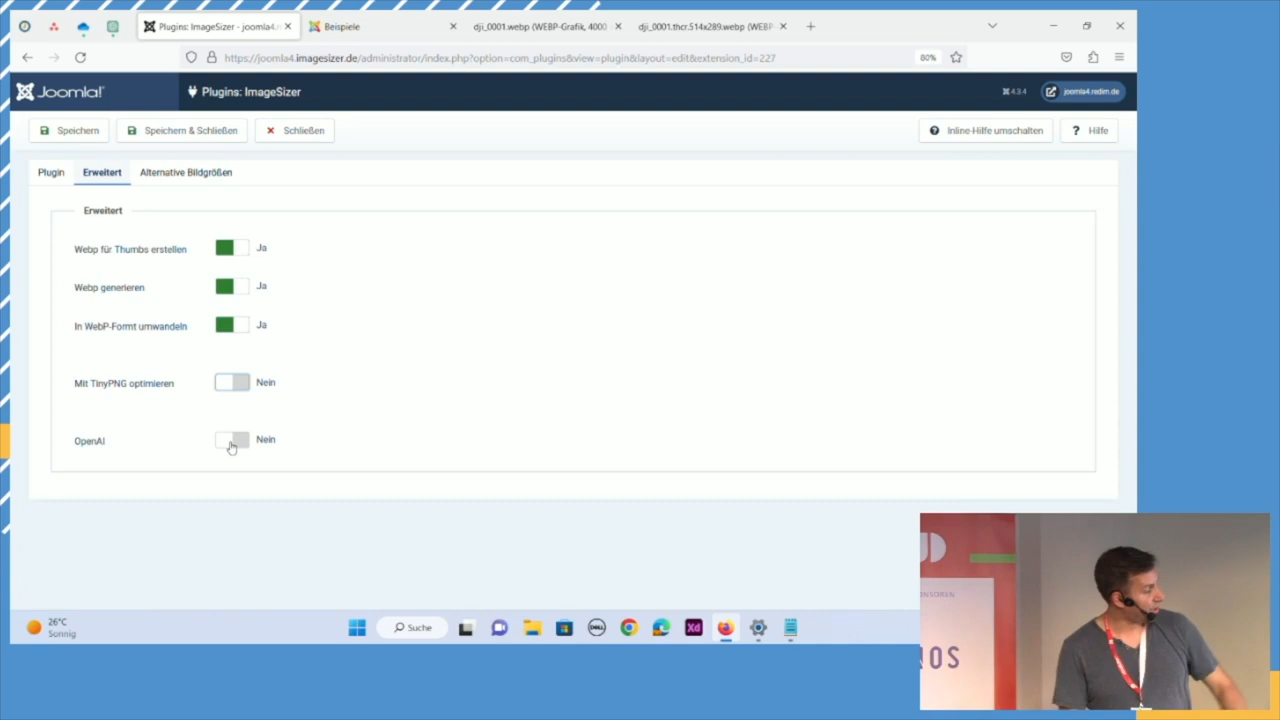 Plugins: ImageSizer - joomla4.r
Beispiele
dji_0001.webp (WEBP-Grafik, 4000
dji_0001.thcr.514x289.webp (WEBP-
https://joomla4.imagesizer.de/administrator/index.php?option=com_plugins&view=plugin&layout=edit&extension_id=227
80%
Joomla!
Plugins: ImageSizer
4.3.4
joomla4.redim.de
Speichern
Speichern & Schließen
Schließen
Inline-Hilfe umschalten
? Hilfe
Plugin
Erweitert
Alternative Bildgrößen
Erweitert
Webp für Thumbs erstellen
Ja
Webp generieren
Ja
In WebP-Formt umwandeln
Ja
Mit TinyPNG optimieren
Nein
OpenAI
Nein
26°C
Sonnig
Suche
DELL
Xd
NOS